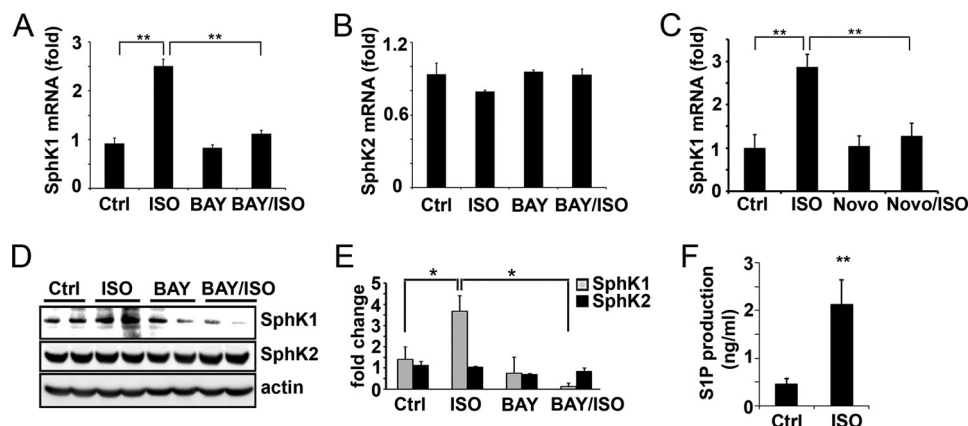 A
SphK1 mRNA (fold)
3
2
1
0
**
**
Ctrl ISO BAY BAY/ISO
B
SphK2 mRNA (fold)
1.2
0.6
0
Ctrl ISO BAY BAY/ISO
C
SphK1 mRNA (fold)
3
2
1
0
**
**
Ctrl ISO Novo Novo/ISO
D
Ctrl ISO BAY BAY/ISO
SphK1
SphK2
actin
E
fold change
5
4
3
2
1
0
*
*
SphK1
SphK2
Ctrl ISO BAY BAY/ISO
F
S1P production
(ng/ml)
3
2
1
0
**
Ctrl ISO